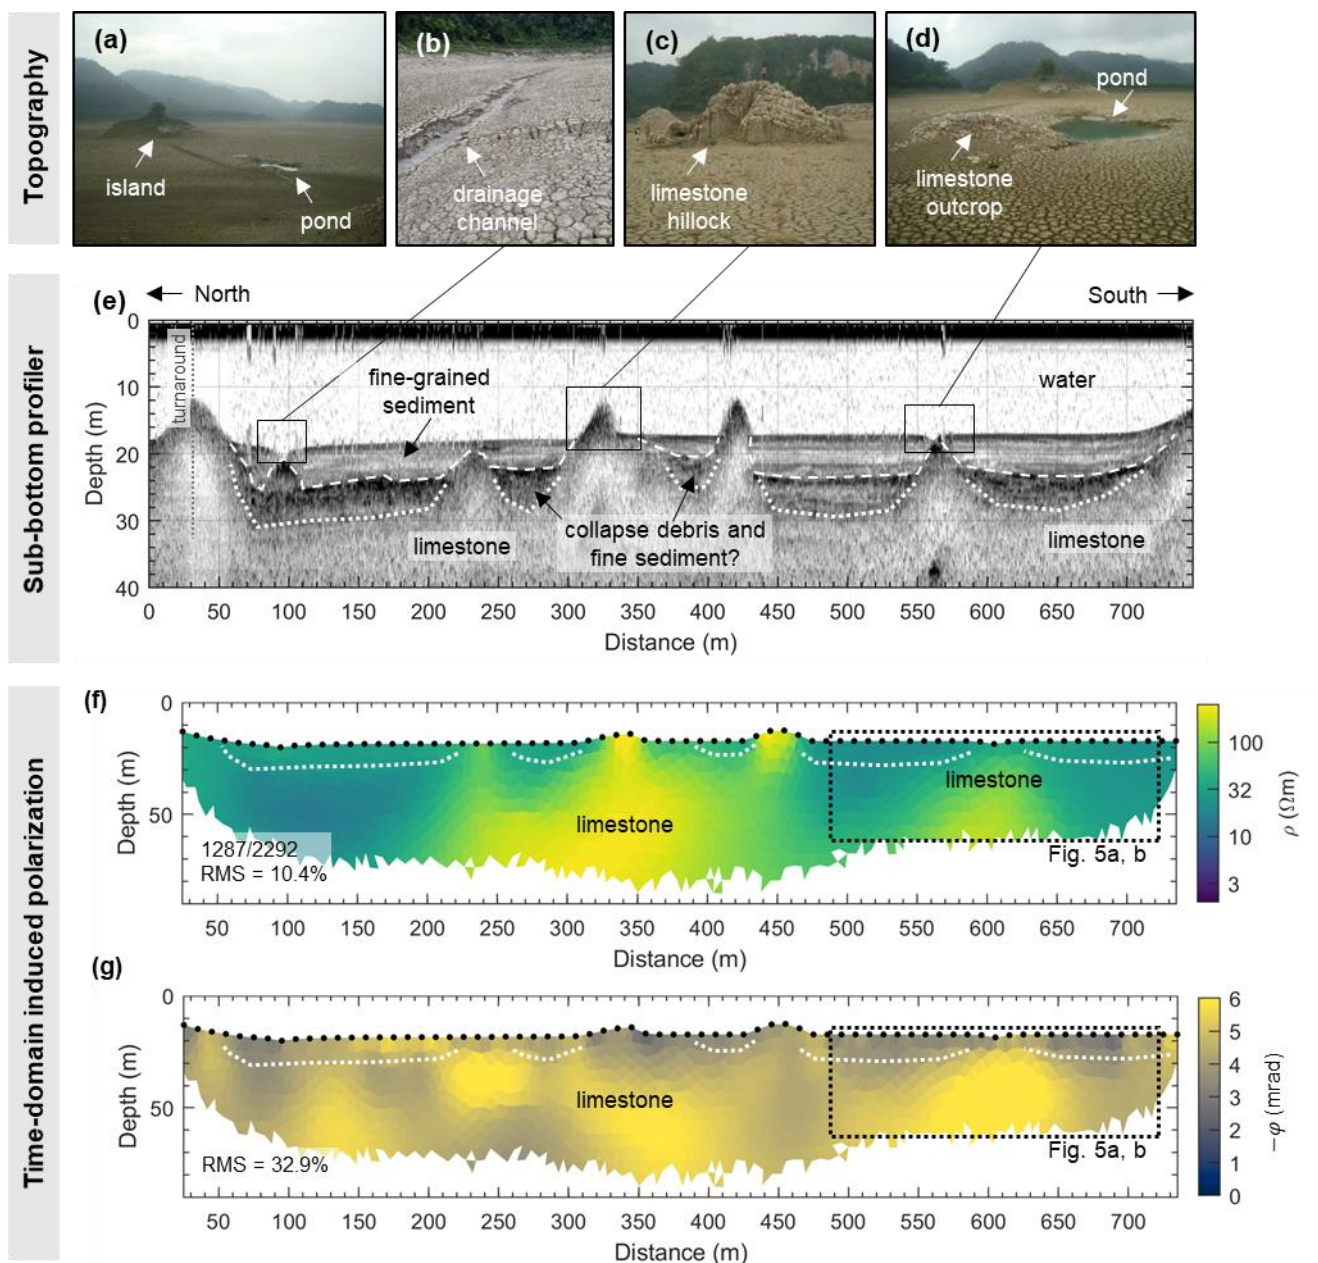 Topography
(a)
island
pond
(b)
drainage
channel
(c)
limestone
hillock
(d)
pond
limestone
outcrop
Sub-bottom profiler
(e)
North
South
turnaround
fine-grained
sediment
water
limestone
collapse debris and
fine sediment?
limestone
0
10
20
30
40
Depth (m)
0 50 100 150 200 250 300 350 400 450 500 550 600 650 700
Distance (m)
Time-domain induced polarization
(f)
0
50
Depth (m)
limestone
limestone
1287/2292
RMS = 10.4%
Fig. 5a, b
50 100 150 200 250 300 350 400 450 500 550 600 650 700
Distance (m)
100
32
10
3
ρ (Ωm)
(g)
0
50
Depth (m)
limestone
RMS = 32.9%
Fig. 5a, b
50 100 150 200 250 300 350 400 450 500 550 600 650 700
Distance (m)
6
5
4
3
2
1
0
−φ (mrad)